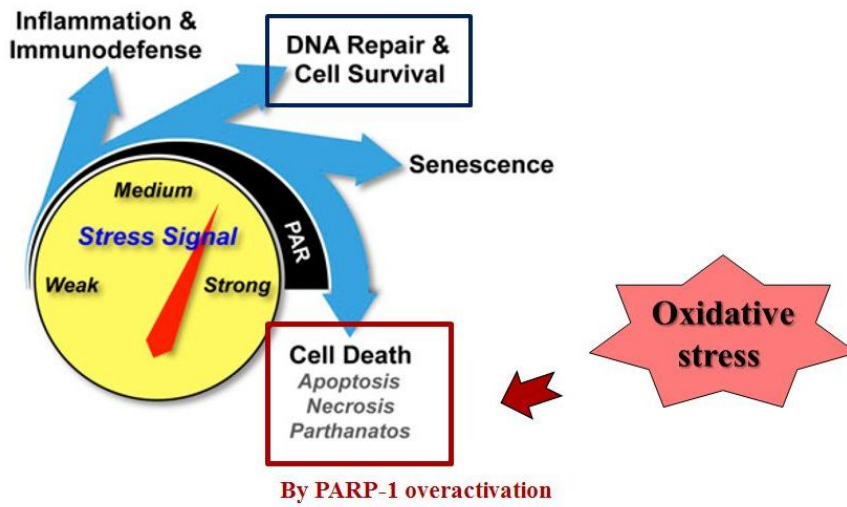 Inflammation &
Immunodefense
DNA Repair &
Cell Survival
Senescence
Medium
Stress Signal
Weak
Strong
PAR
Cell Death
Apoptosis
Necrosis
Parthanatos
Oxidative
stress
By PARP-1 overactivation